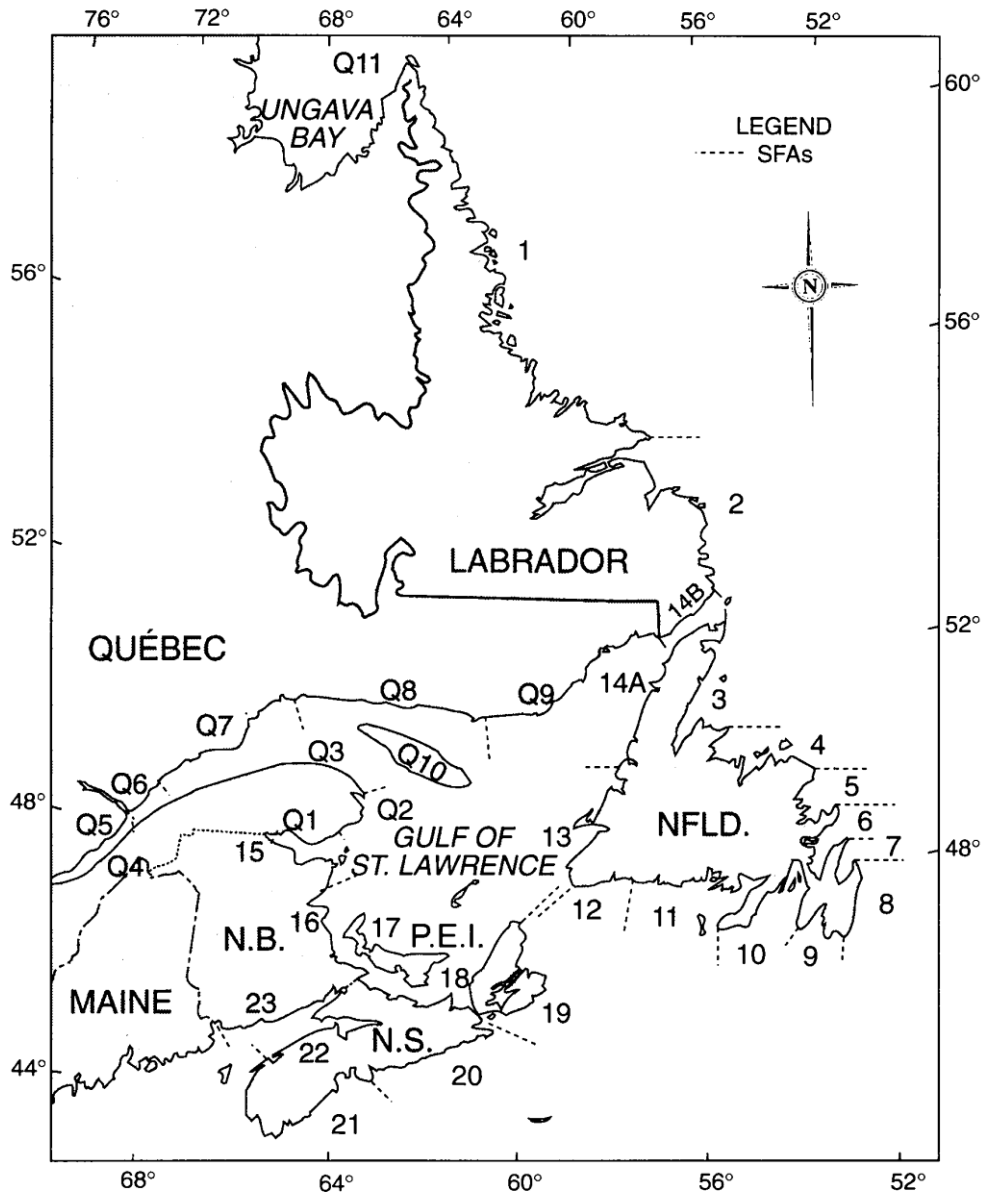 76° 72° 68° 64° 60° 56° 52°
Q11
60°
UNGAVA
BAY
LEGEND
SFAs
1
N
56°
56°
2
52°
LABRADOR
14B
52°
QUÉBEC
14A
Q8
Q9
3
Q7
Q3
Q10
4
Q6
5
48°
Q5
Q1
Q2
GULF OF
ST. LAWRENCE
13
NFLD.
6
7
48°
Q4
15
16
12
11
8
17
N.B.
P.E.I.
10
9
18
MAINE
23
19
22
N.S.
20
44°
44°
21
68° 64° 60° 56° 52°